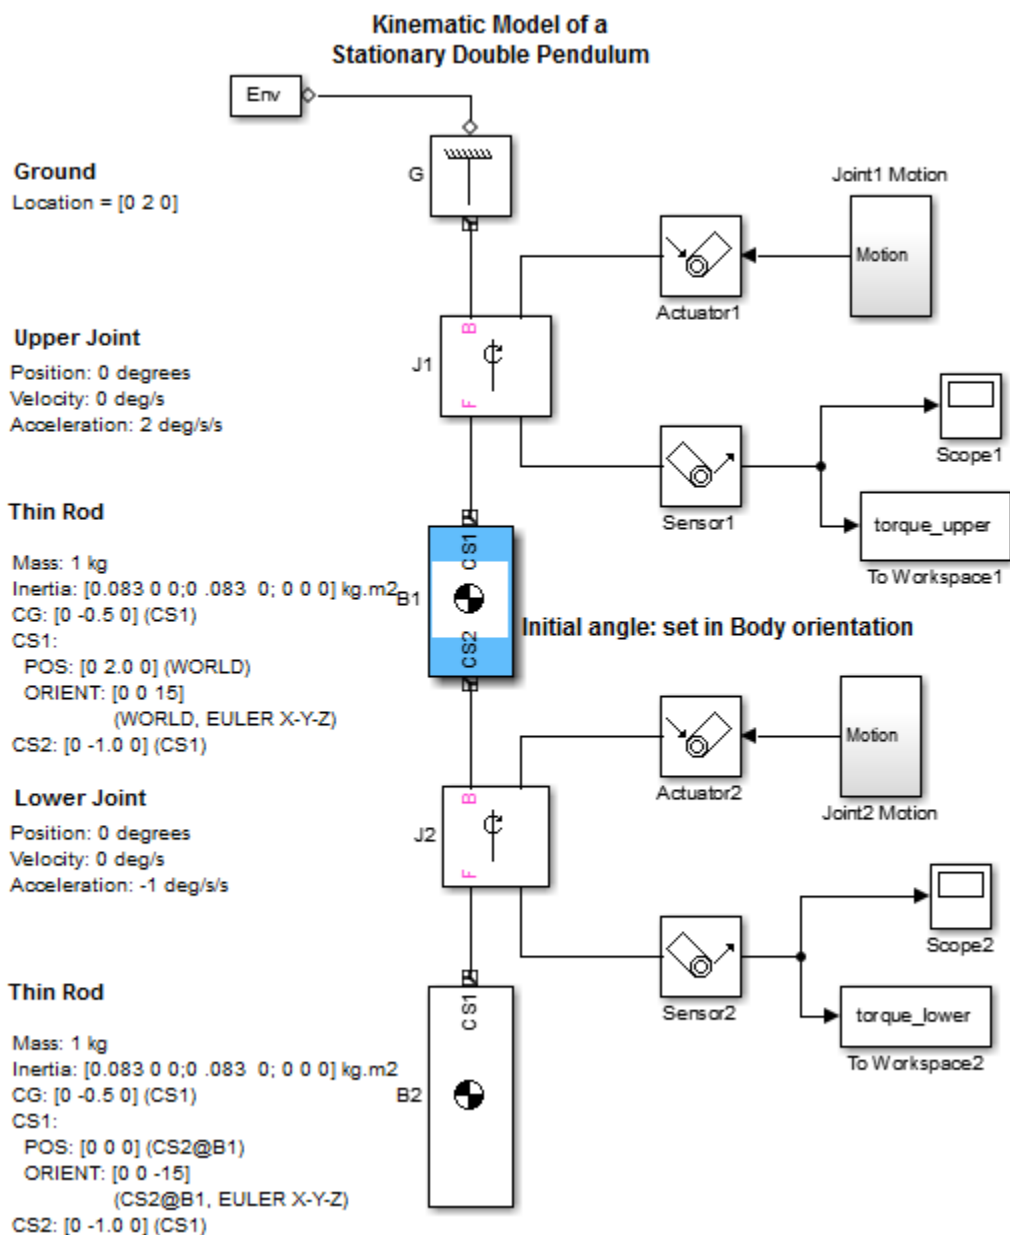 Kinematic Model of a
Stationary Double Pendulum
Env
Ground
Location = [0 2 0]
G
Joint1 Motion
Motion
Actuator1
Upper Joint
Position: 0 degrees
Velocity: 0 deg/s
Acceleration: 2 deg/s/s
B
J1
F
Scope1
Sensor1
torque_upper
To Workspace1
Thin Rod
Mass: 1 kg
Inertia: [0.083 0 0;0 .083  0; 0 0 0] kg.m2
CG: [0 -0.5 0] (CS1)
CS1:
POS: [0 2.0 0] (WORLD)
ORIENT: [0 0 15]
(WORLD, EULER X-Y-Z)
CS2: [0 -1.0 0] (CS1)
CS1
B1
CS2
Initial angle: set in Body orientation
Motion
Joint2 Motion
Actuator2
Lower Joint
Position: 0 degrees
Velocity: 0 deg/s
Acceleration: -1 deg/s/s
B
J2
F
Scope2
Sensor2
torque_lower
To Workspace2
Thin Rod
Mass: 1 kg
Inertia: [0.083 0 0;0 .083  0; 0 0 0] kg.m2
CG: [0 -0.5 0] (CS1)
CS1:
POS: [0 0 0] (CS2@B1)
ORIENT: [0 0 -15]
(CS2@B1, EULER X-Y-Z)
CS2: [0 -1.0 0] (CS1)
CS1
B2